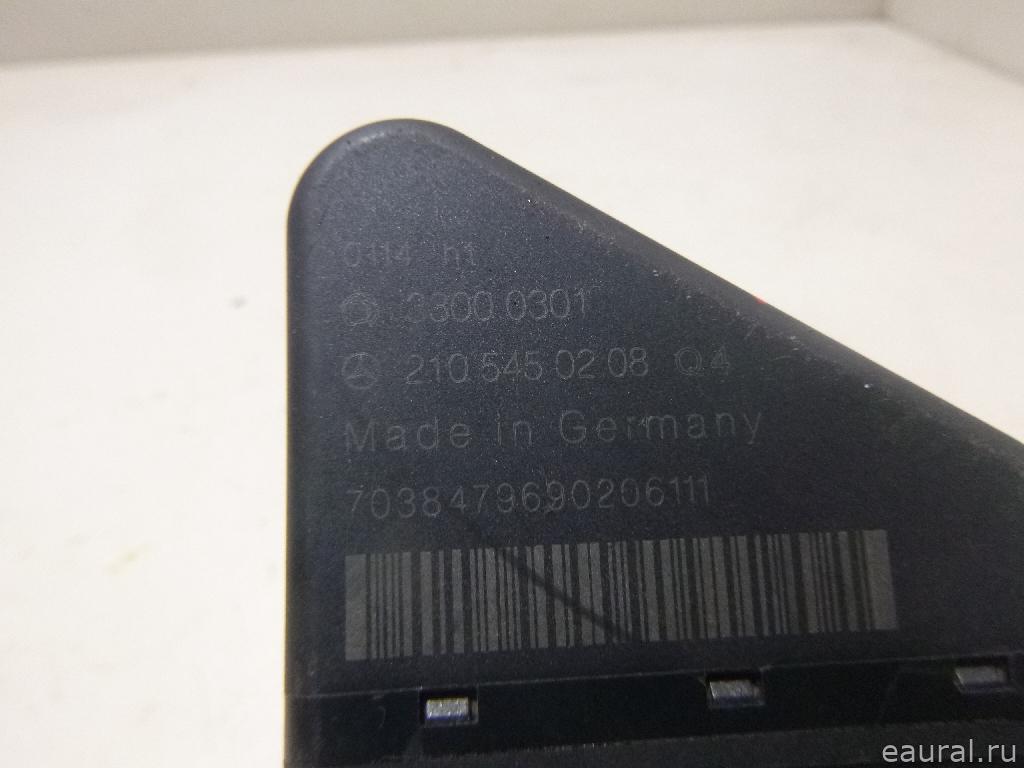 0114 h1
3300 0301
210 545 02 08 Q4
Made in Germany
7038479690206111
eaural.ru